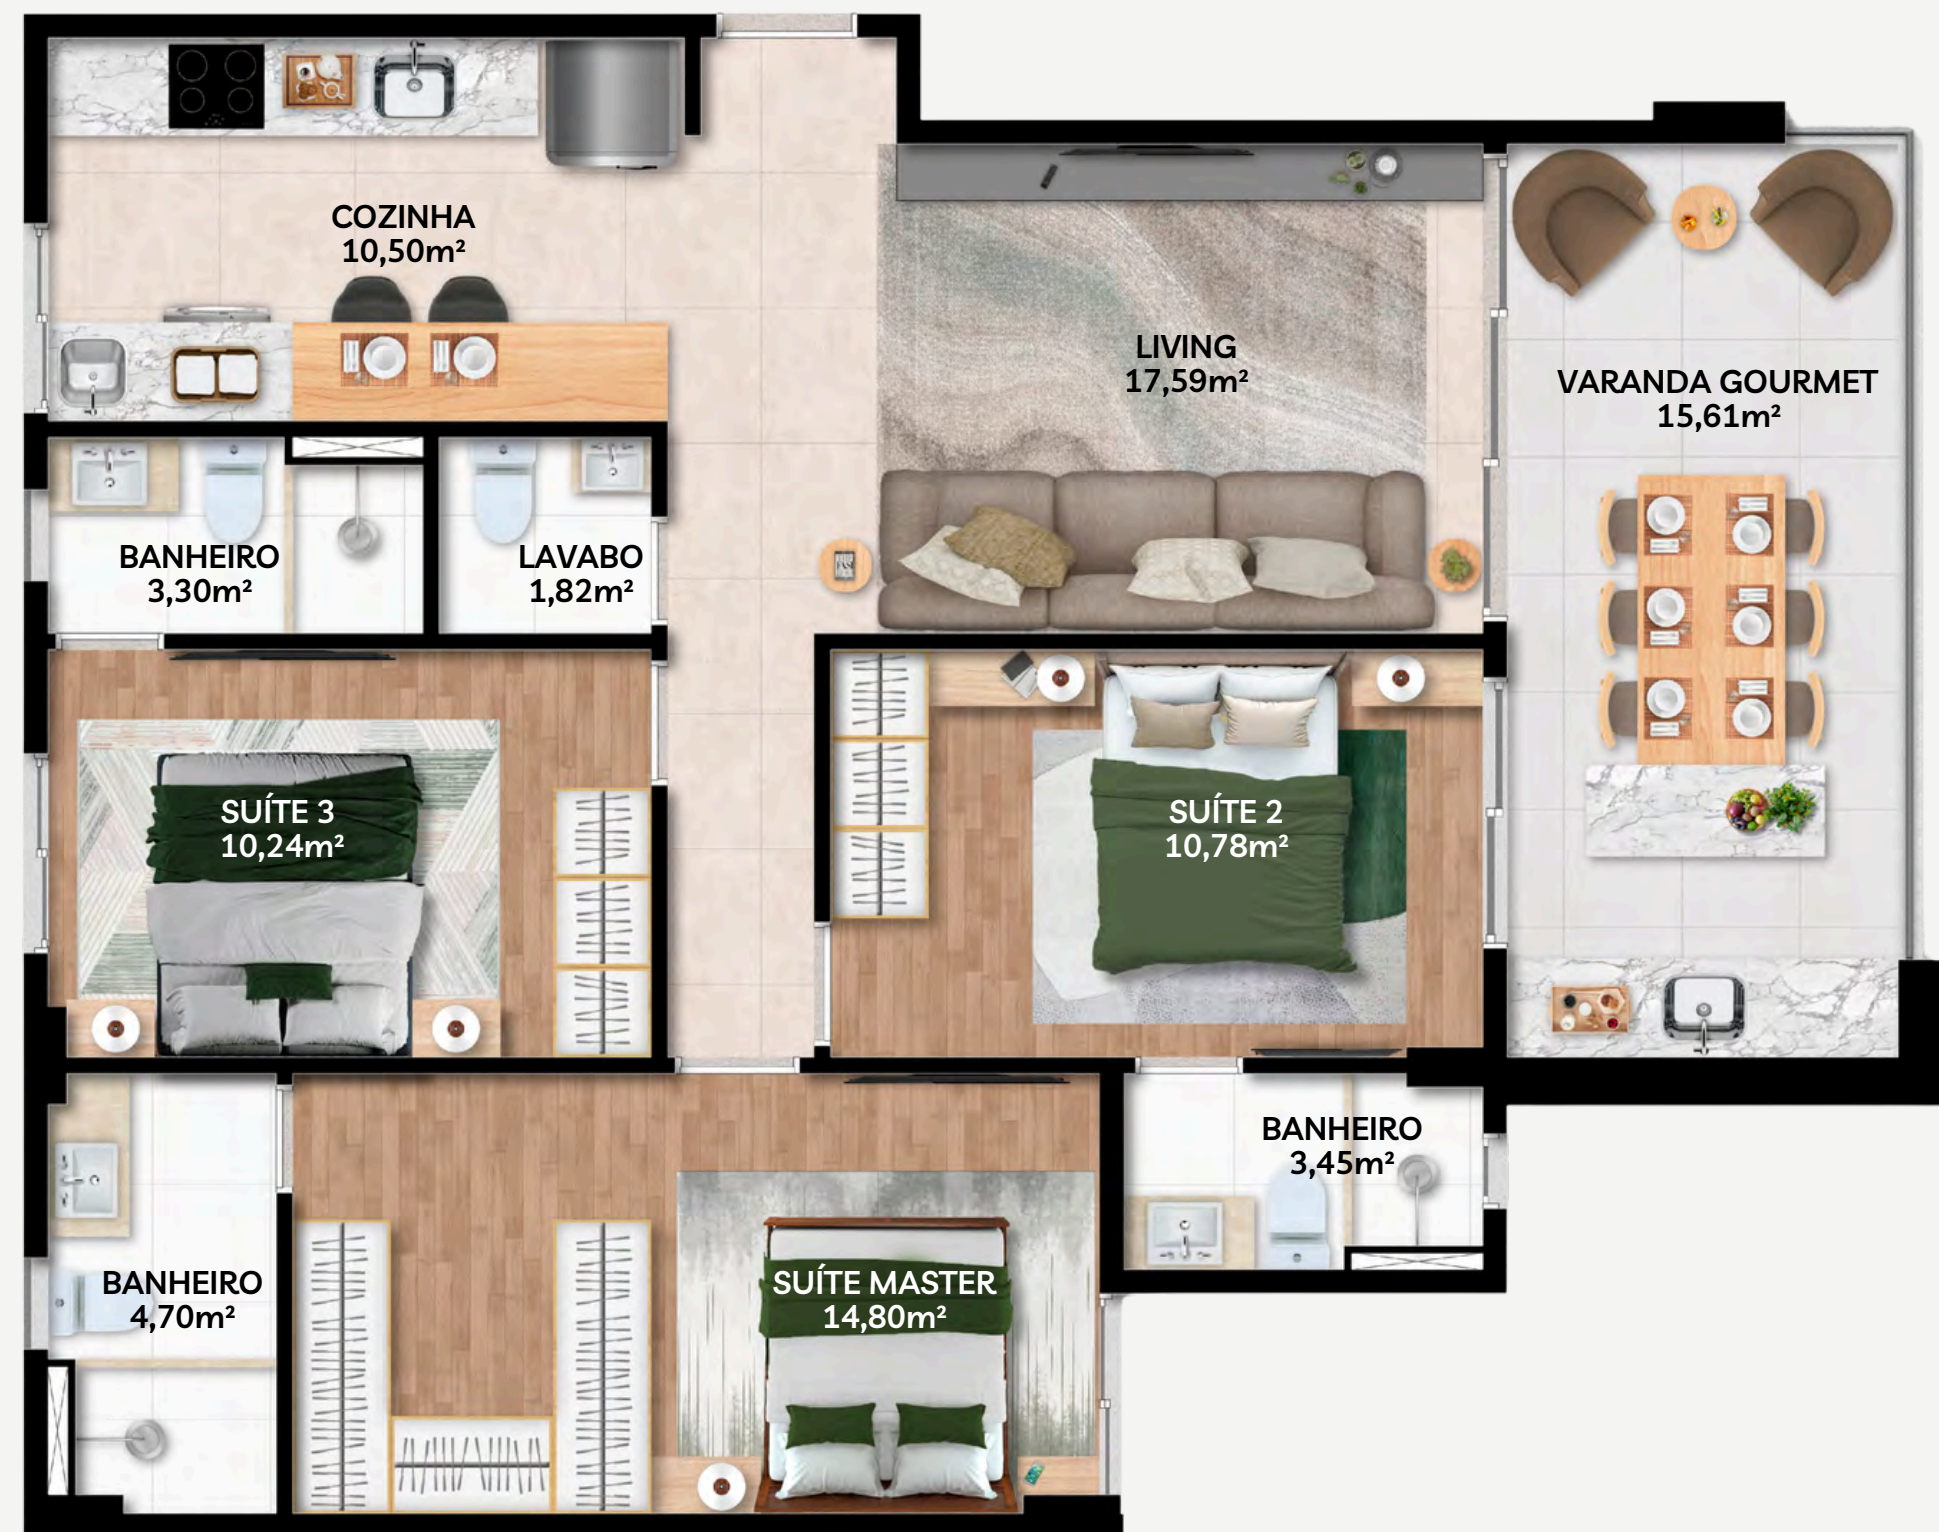 COZINHA
10,50m²
LIVING
17,59m²
VARANDA GOURMET
15,61m²
BANHEIRO
3,30m²
LAVABO
1,82m²
SUÍTE 3
10,24m²
SUÍTE 2
10,78m²
BANHEIRO
3,45m²
BANHEIRO
4,70m²
SUÍTE MASTER
14,80m²